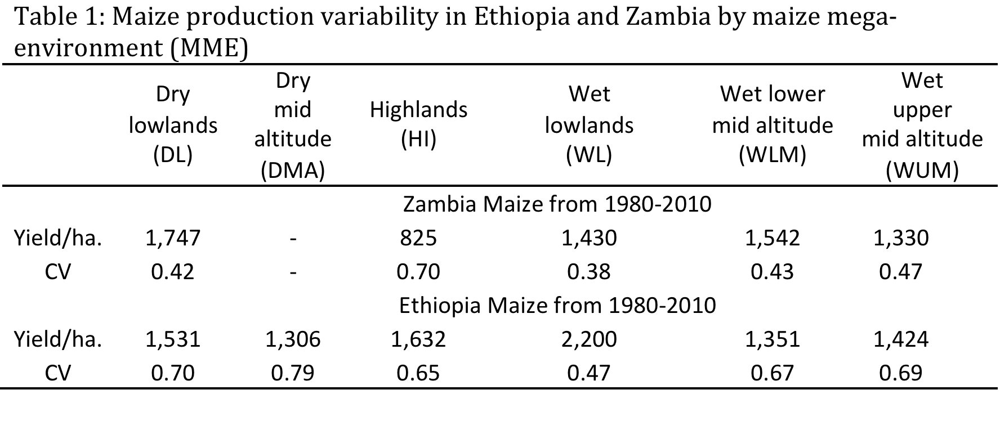 Table 1: Maize production variability in Ethiopia and Zambia by maize mega-
environment (MME)
Dry
lowlands
(DL)
Dry
mid
altitude
(DMA)
Highlands
(HI)
Wet
lowlands
(WL)
Wet lower
mid altitude
(WLM)
Wet
upper
mid altitude
(WUM)
Zambia Maize from 1980-2010
Yield/ha. 1,747 - 825 1,430 1,542 1,330
CV 0.42 - 0.70 0.38 0.43 0.47
Ethiopia Maize from 1980-2010
Yield/ha. 1,531 1,306 1,632 2,200 1,351 1,424
CV 0.70 0.79 0.65 0.47 0.67 0.69